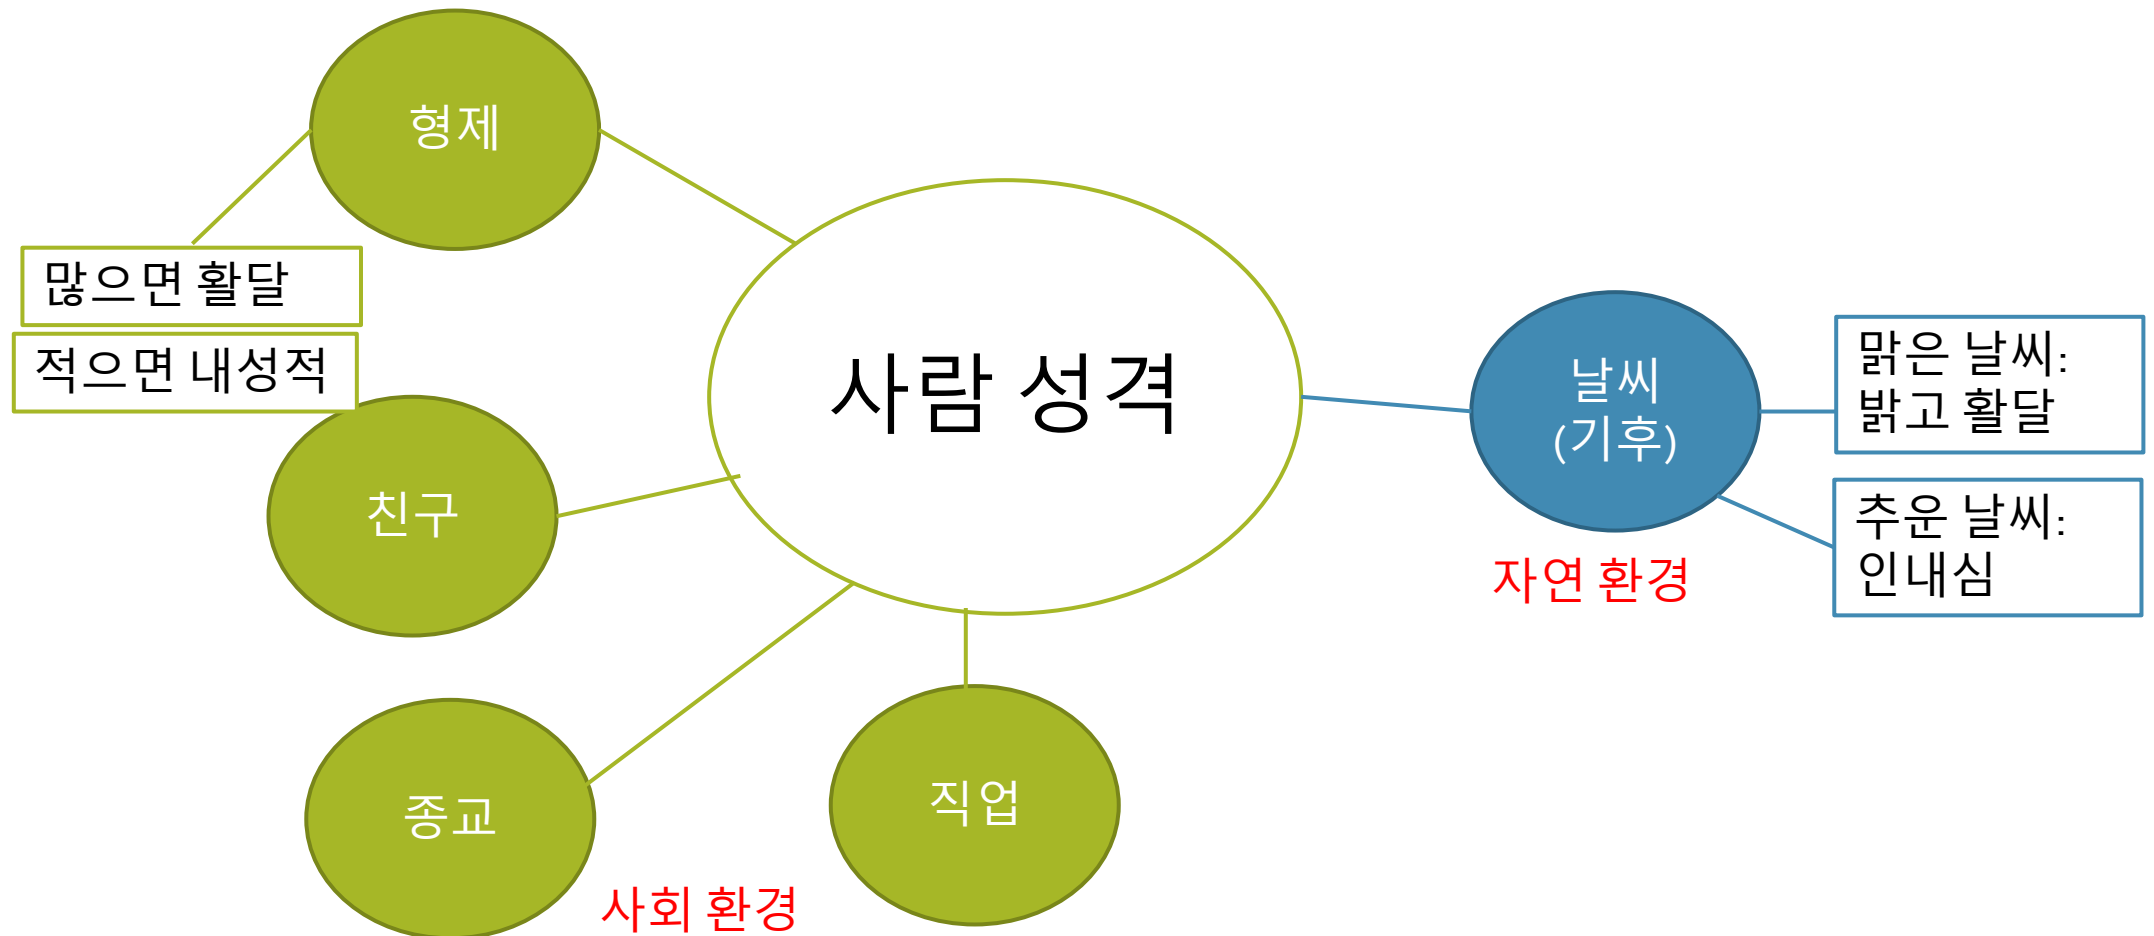 형제
많으면 활달
적으면 내성적
친구
종교
사회 환경
직업
사람 성격
날씨
(기후)
자연 환경
맑은 날씨:
밝고 활달
추운 날씨:
인내심